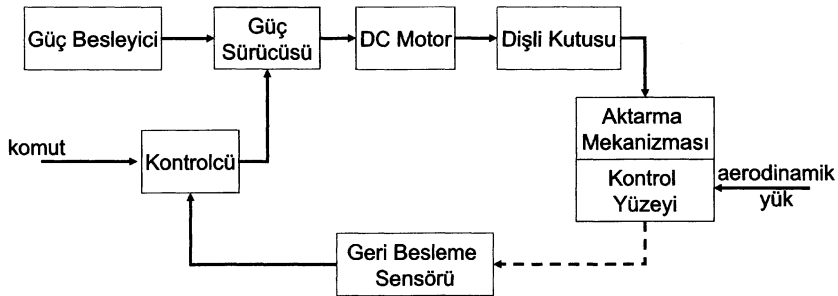 Güç Besleyici
Güç
Sürücüsü
DC Motor
Dişli Kutusu
Aktarma
Mekanizması
Kontrol
Yüzeyi
aerodinamik
yük
komut
Kontrolcü
Geri Besleme
Sensörü